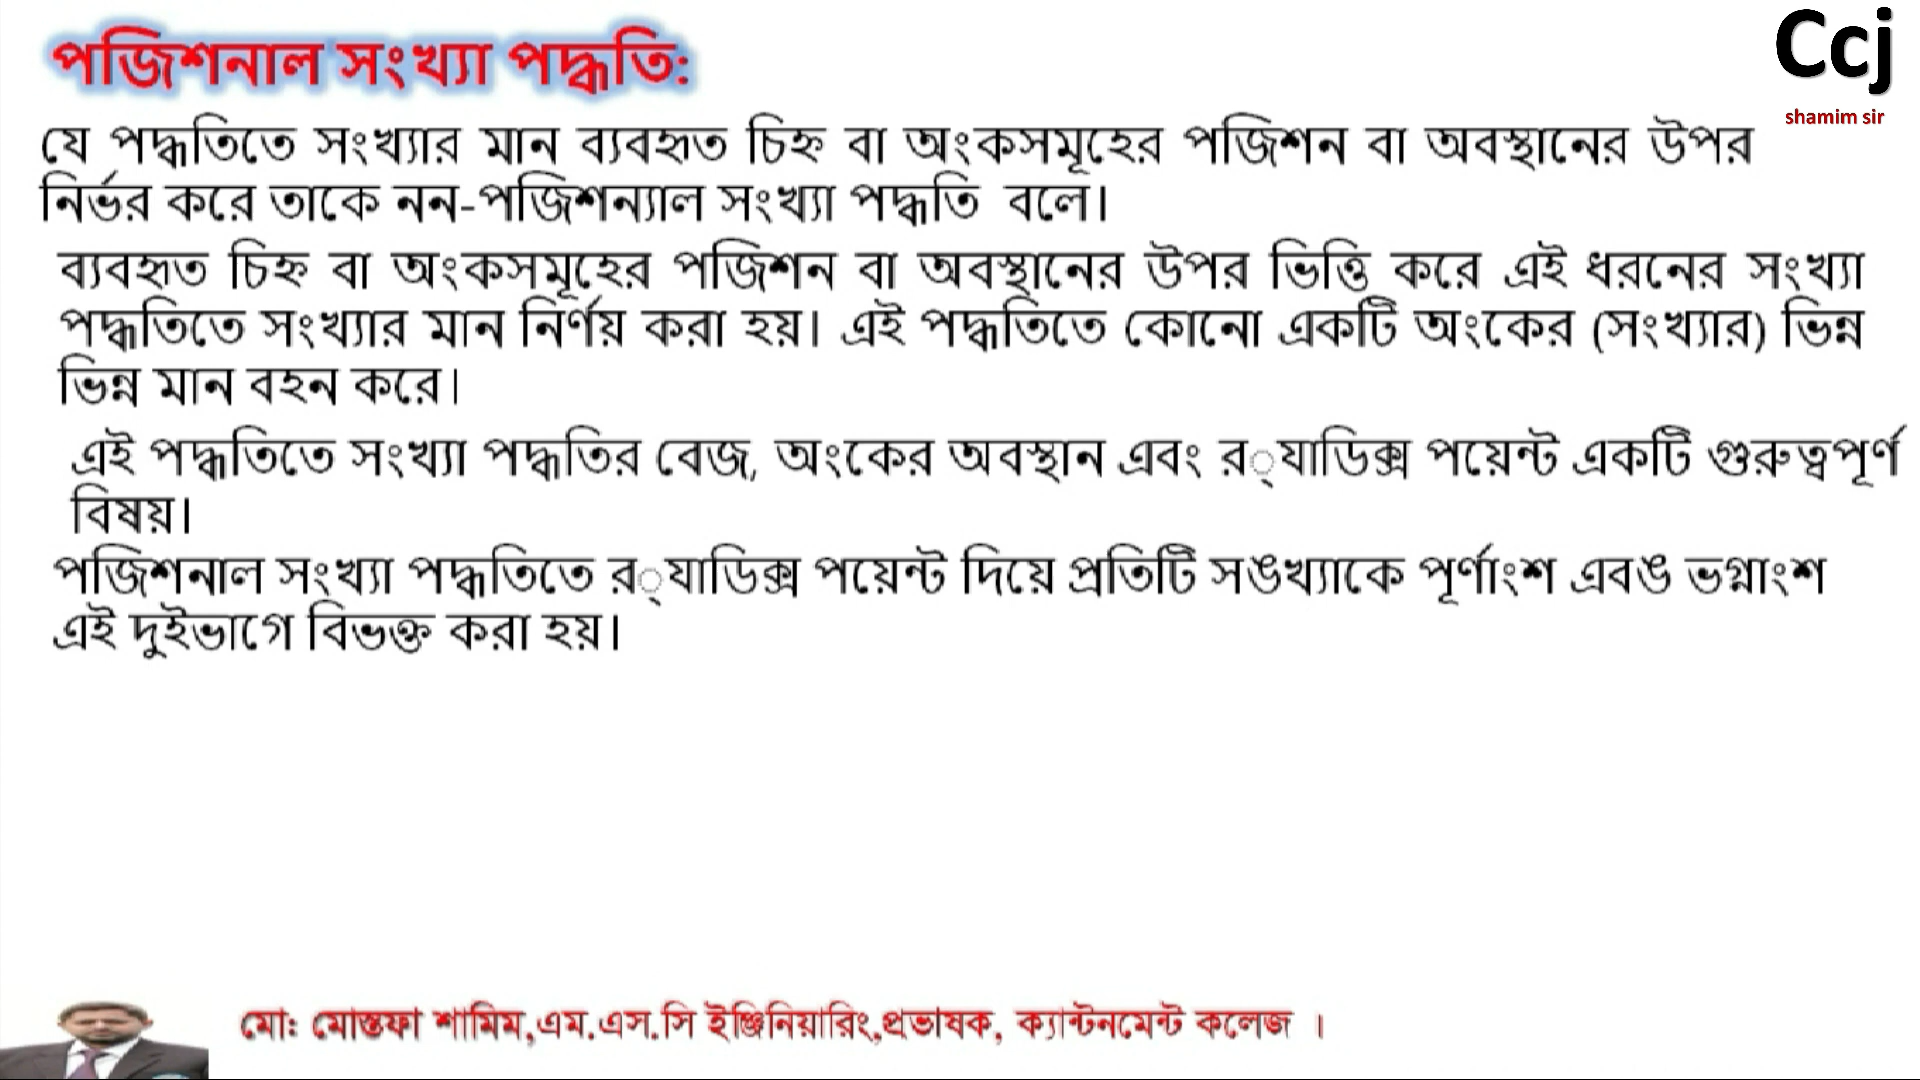 পজিশনাল সংখ্যা পদ্ধতি:
Ccj
shamim sir
যে পদ্ধতিতে সংখ্যার মান ব্যবহৃত চিহ্ন বা অংকসমূহের পজিশন বা অবস্থানের উপর
নির্ভর করে তাকে নন-পজিশন্যাল সংখ্যা পদ্ধতি বলে।
ব্যবহৃত চিহ্ন বা অংকসমূহের পজিশন বা অবস্থানের উপর ভিত্তি করে এই ধরনের সংখ্যা
পদ্ধতিতে সংখ্যার মান নির্ণয় করা হয়। এই পদ্ধতিতে কোনো একটি অংকের (সংখ্যার) ভিন্ন
ভিন্ন মান বহন করে।
এই পদ্ধতিতে সংখ্যা পদ্ধতির বেজ, অংকের অবস্থান এবং র‌্যাডিক্স পয়েন্ট একটি গুরুত্বপূর্ণ
বিষয়।
পজিশনাল সংখ্যা পদ্ধতিতে র‌্যাডিক্স পয়েন্ট দিয়ে প্রতিটি সঙখ্যাকে পূর্ণাংশ এবঙ ভগ্নাংশ
এই দুইভাগে বিভক্ত করা হয়।
মো: মোস্তফা শামিম,এম.এস.সি ইঞ্জিনিয়ারিং,প্রভাষক, ক্যান্টনমেন্ট কলেজ ।